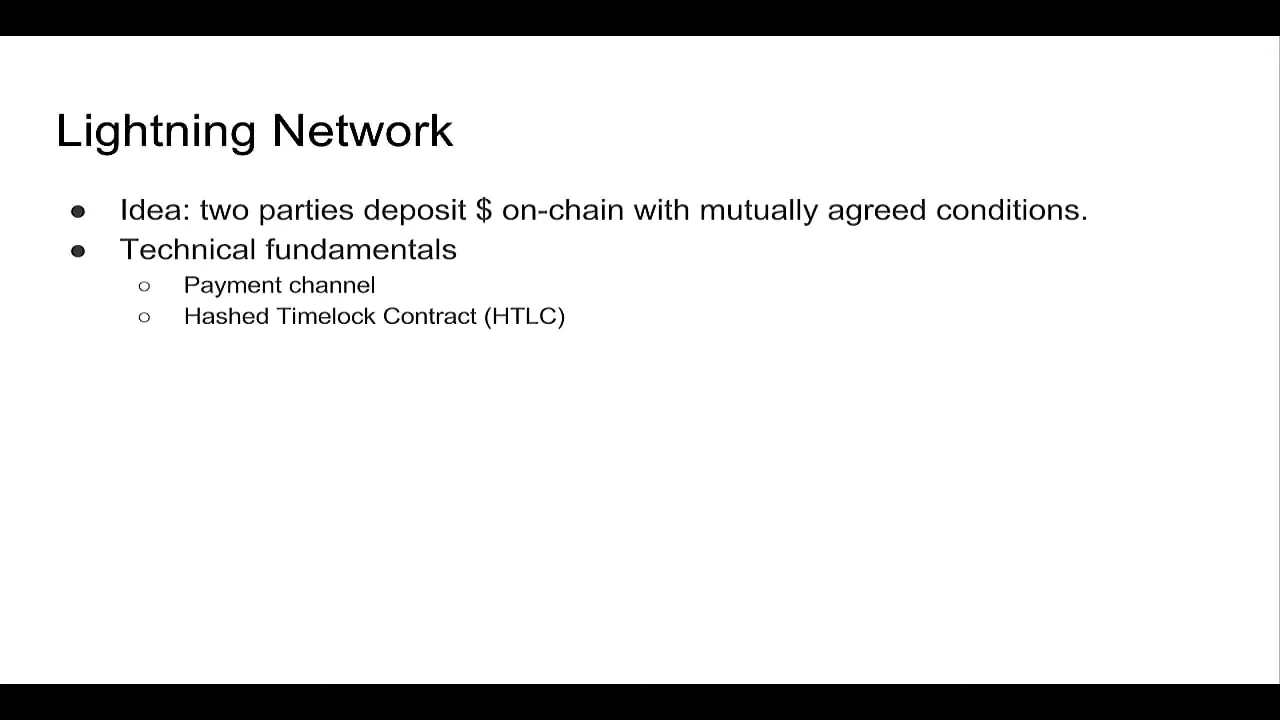 Lightning Network
● Idea: two parties deposit $ on-chain with mutually agreed conditions.
● Technical fundamentals
○ Payment channel
○ Hashed Timelock Contract (HTLC)